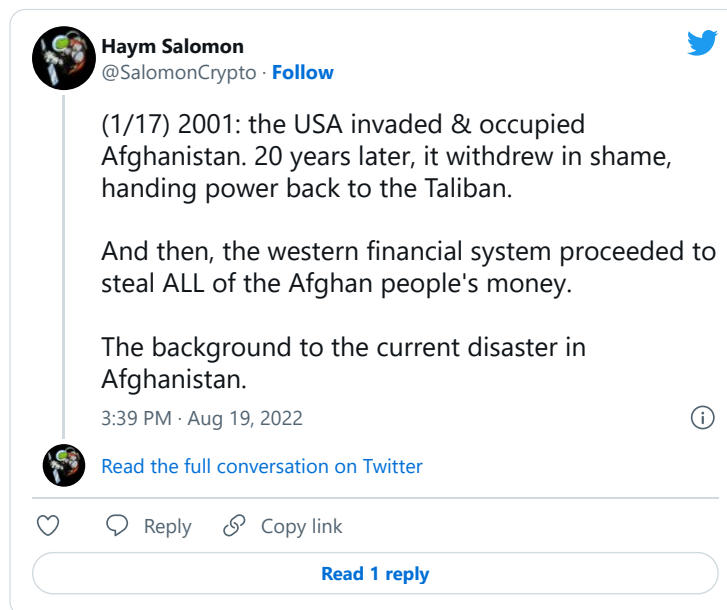 Haym Salomon
@SalomonCrypto · Follow
(1/17) 2001: the USA invaded & occupied
Afghanistan. 20 years later, it withdrew in shame,
handing power back to the Taliban.
And then, the western financial system proceeded to
steal ALL of the Afghan people's money.
The background to the current disaster in
Afghanistan.
3:39 PM · Aug 19, 2022
Read the full conversation on Twitter
Reply
Copy link
Read 1 reply